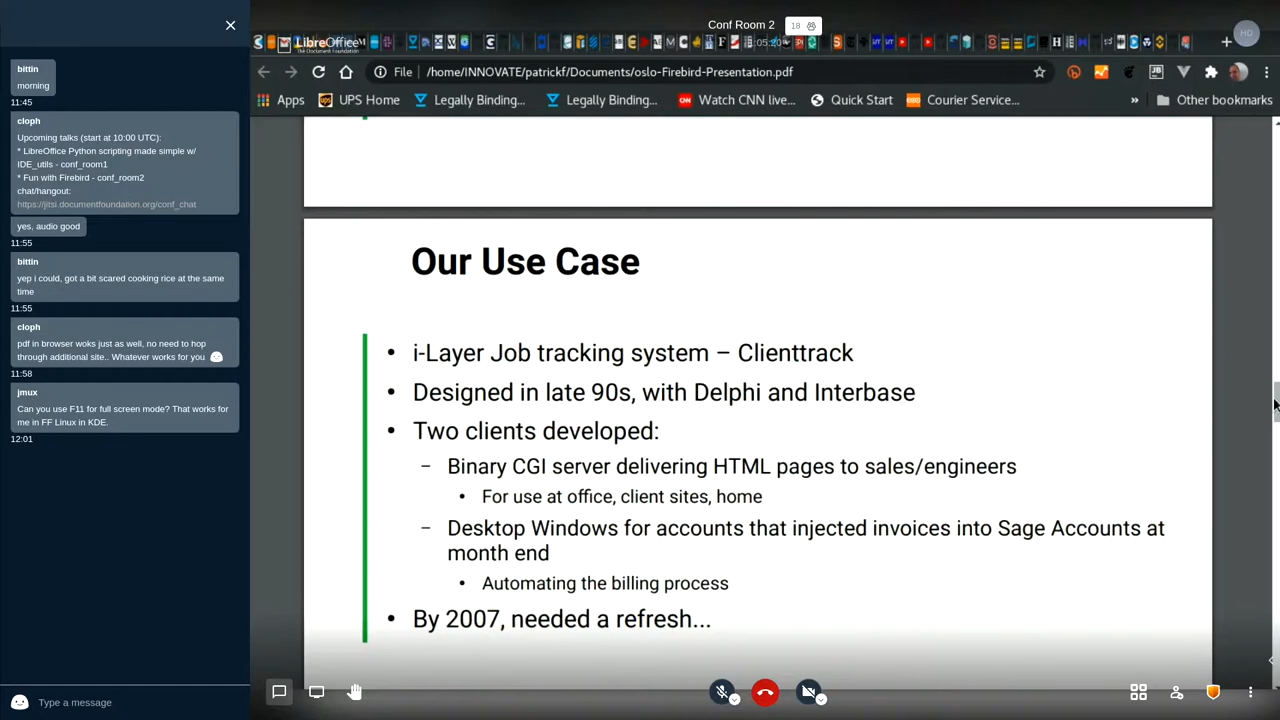 bittin
morning
11:45
cloph
Upcoming talks (start at 10:00 UTC):
* LibreOffice Python scripting made simple w/
IDE_utils - conf_room1
* Fun with Firebird - conf_room2
chat/hangout:
https://jitsi.documentfoundation.org/conf_chat
yes, audio good
11:55
bittin
yep i could, got a bit scared cooking rice at the same
time
11:55
cloph
pdf in browser woks just as well, no need to hop
through additional site.. Whatever works for you
11:58
jmux
Can you use F11 for full screen mode? That works for
me in FF Linux in KDE.
12:01
Type a message
Conf Room 2
18
HD
LibreOffice
The Document Foundation
File
/home/INNOVATE/patrickf/Documents/oslo-Firebird-Presentation.pdf
Apps
UPS Home
Legally Binding...
Legally Binding...
Watch CNN live...
Quick Start
Courier Service...
»
Other bookmarks
Our Use Case
• i-Layer Job tracking system – Clienttrack
• Designed in late 90s, with Delphi and Interbase
• Two clients developed:
– Binary CGI server delivering HTML pages to sales/engineers
• For use at office, client sites, home
– Desktop Windows for accounts that injected invoices into Sage Accounts at
month end
• Automating the billing process
• By 2007, needed a refresh...